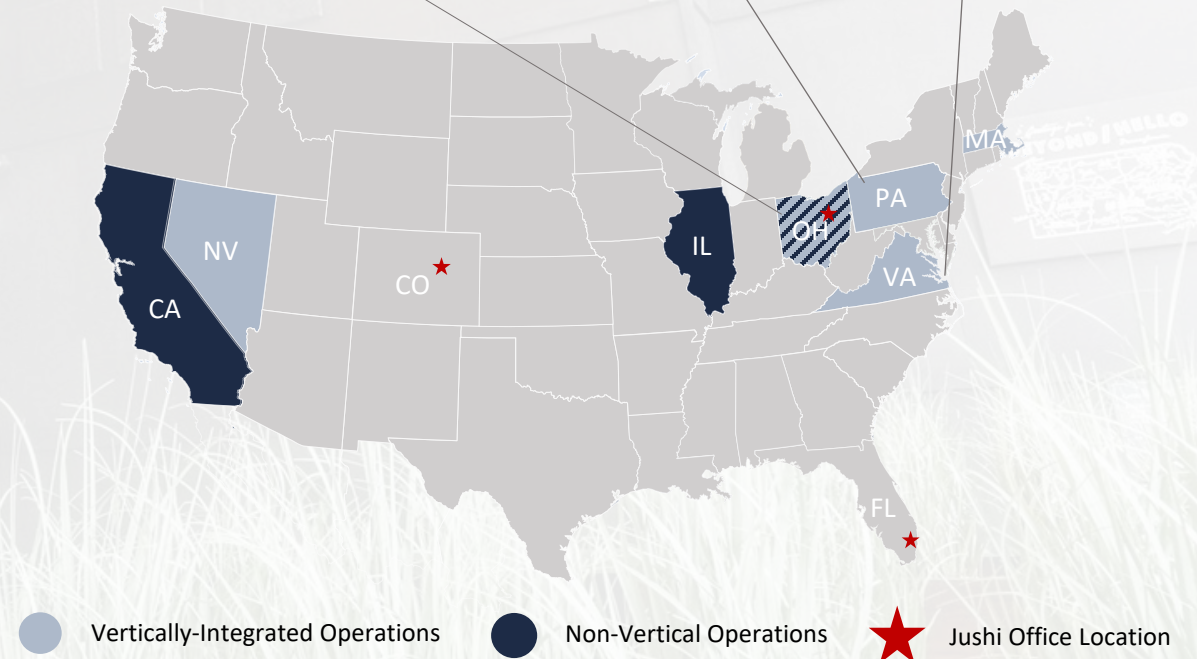 MA
PA
NV
IL
OH
VA
CO
CA
FL
Vertically-Integrated Operations
Non-Vertical Operations
Jushi Office Location